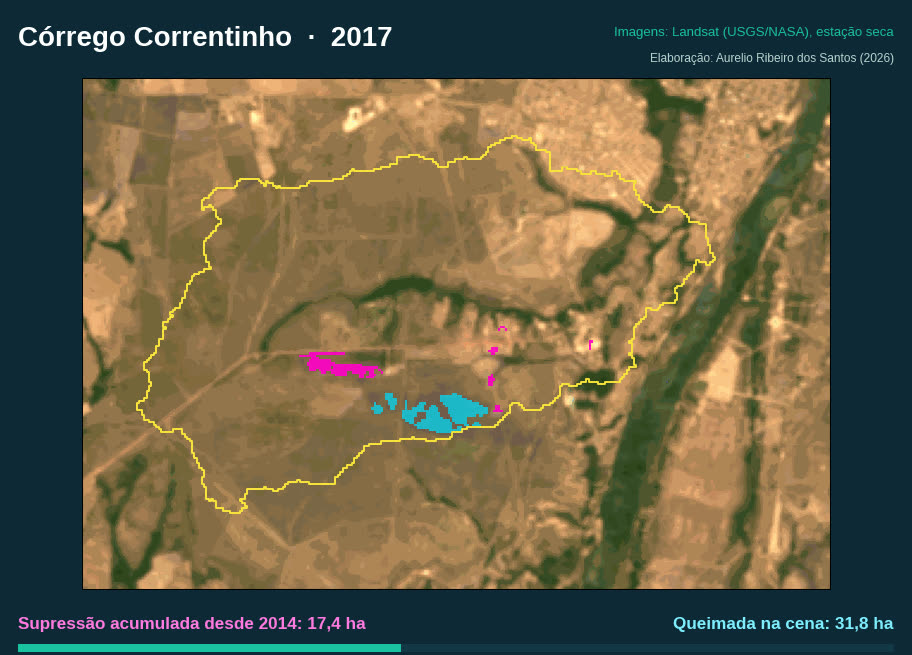 Córrego Correntinho · 2017
Imagens: Landsat (USGS/NASA), estação seca
Elaboração: Aurelio Ribeiro dos Santos (2026)
Supressão acumulada desde 2014: 17,4 ha
Queimada na cena: 31,8 ha